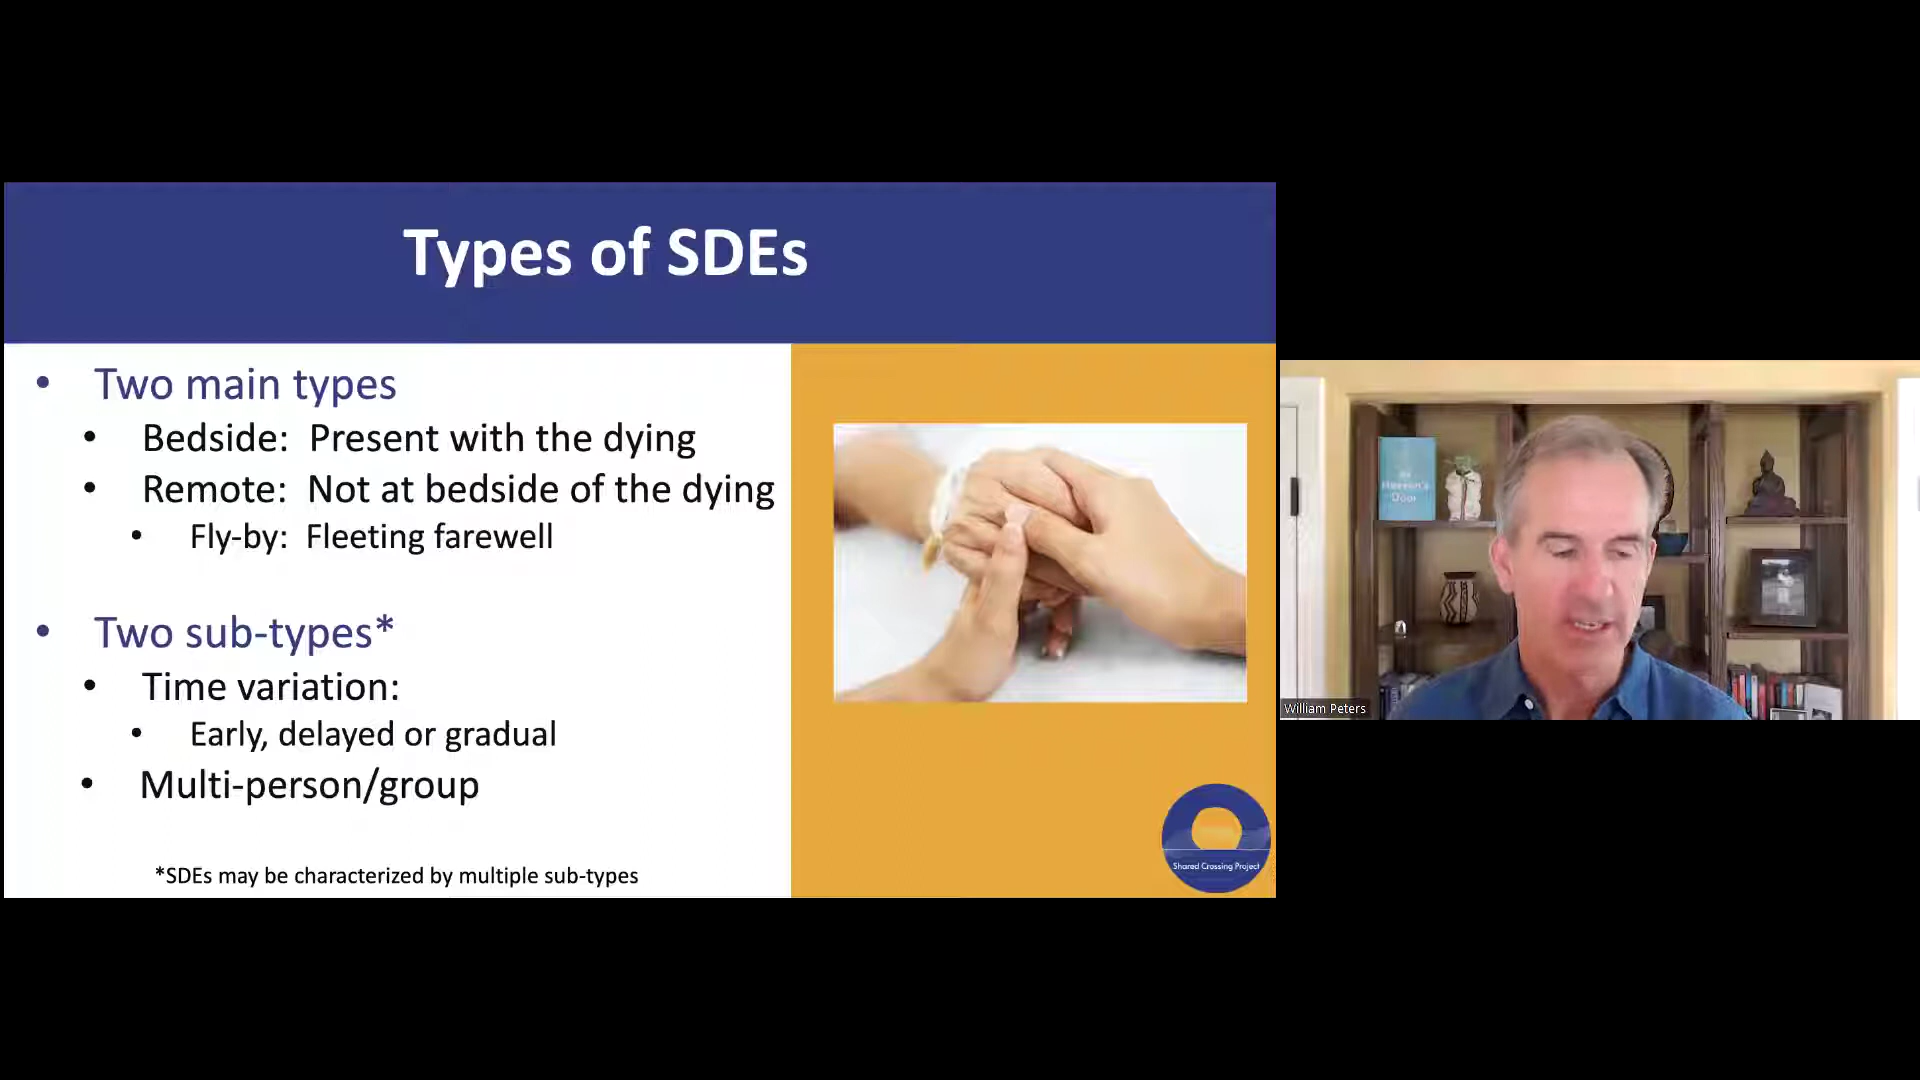 Types of SDEs
• Two main types
• Bedside: Present with the dying
• Remote: Not at bedside of the dying
• Fly-by: Fleeting farewell
• Two sub-types*
• Time variation:
• Early, delayed or gradual
• Multi-person/group
*SDEs may be characterized by multiple sub-types
Shared Crossing Project
Heaven's
Door
William Peters